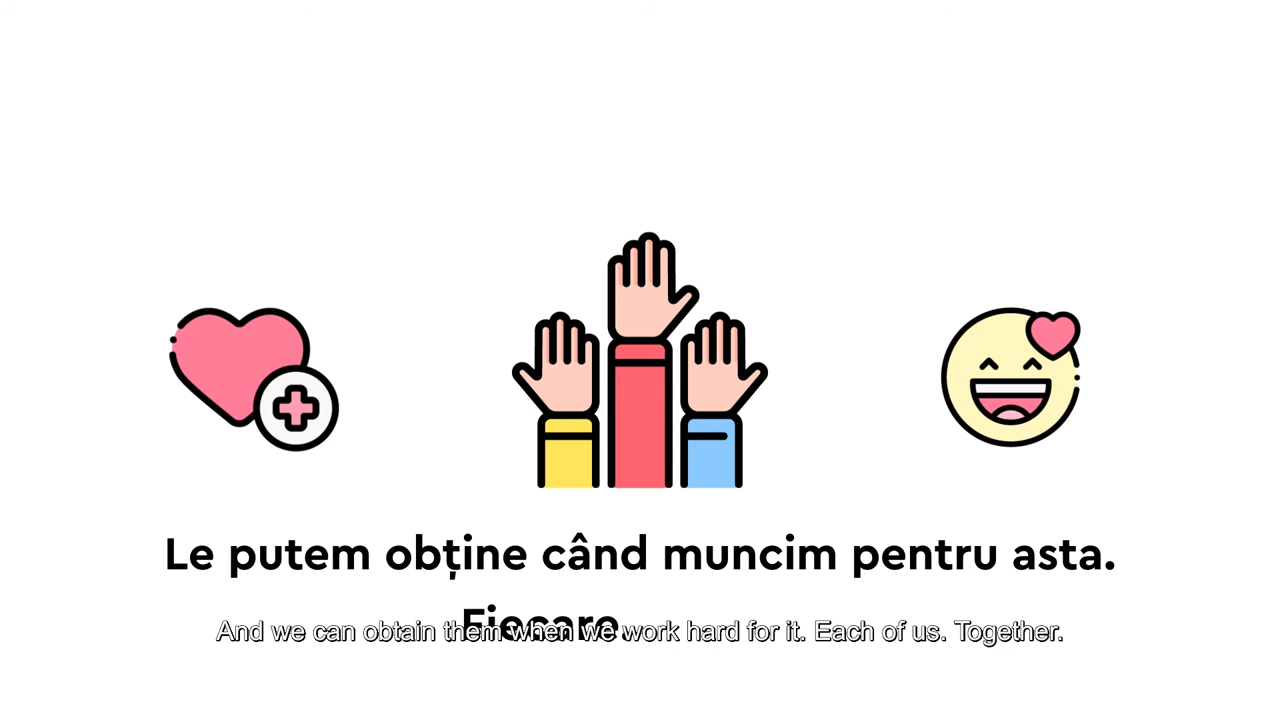 Le putem obține când muncim pentru asta.
Fiecare.
And we can obtain them when we work hard for it. Each of us. Together.